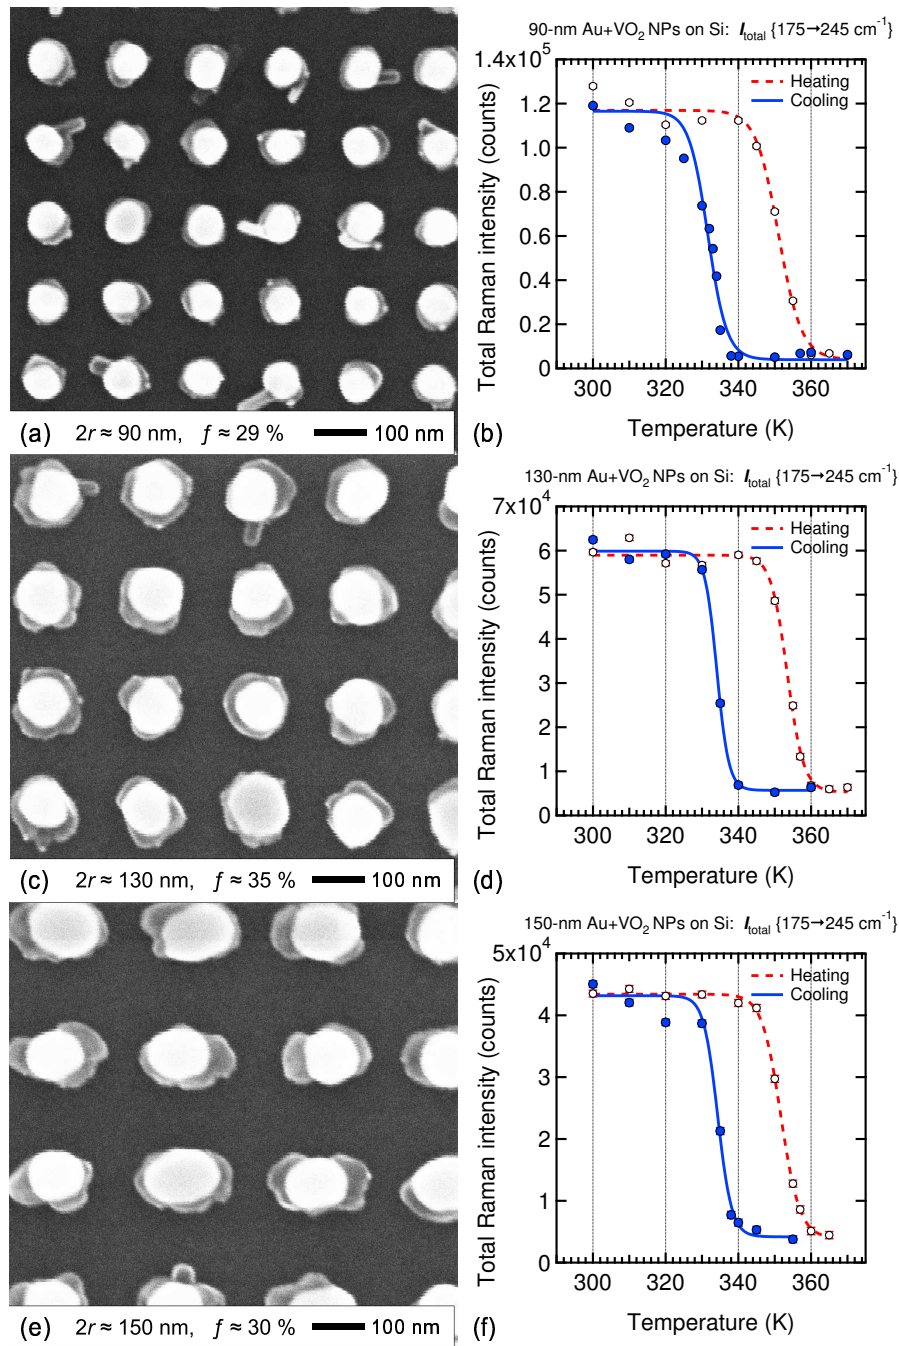 90-nm Au+VO2 NPs on Si: Itotal {175→245 cm-1}
1.4x10^5
1.2
1.0
0.8
0.6
0.4
0.2
0
Total Raman intensity (counts)
Heating
Cooling
300 320 340 360
Temperature (K)
(a) 2r ≈ 90 nm, f ≈ 29 % 100 nm
(b)
130-nm Au+VO2 NPs on Si: Itotal {175→245 cm-1}
7x10^4
6
5
4
3
2
1
0
Total Raman intensity (counts)
Heating
Cooling
300 320 340 360
Temperature (K)
(c) 2r ≈ 130 nm, f ≈ 35 % 100 nm
(d)
150-nm Au+VO2 NPs on Si: Itotal {175→245 cm-1}
5x10^4
4
3
2
1
0
Total Raman intensity (counts)
Heating
Cooling
300 320 340 360
Temperature (K)
(e) 2r ≈ 150 nm, f ≈ 30 % 100 nm
(f)